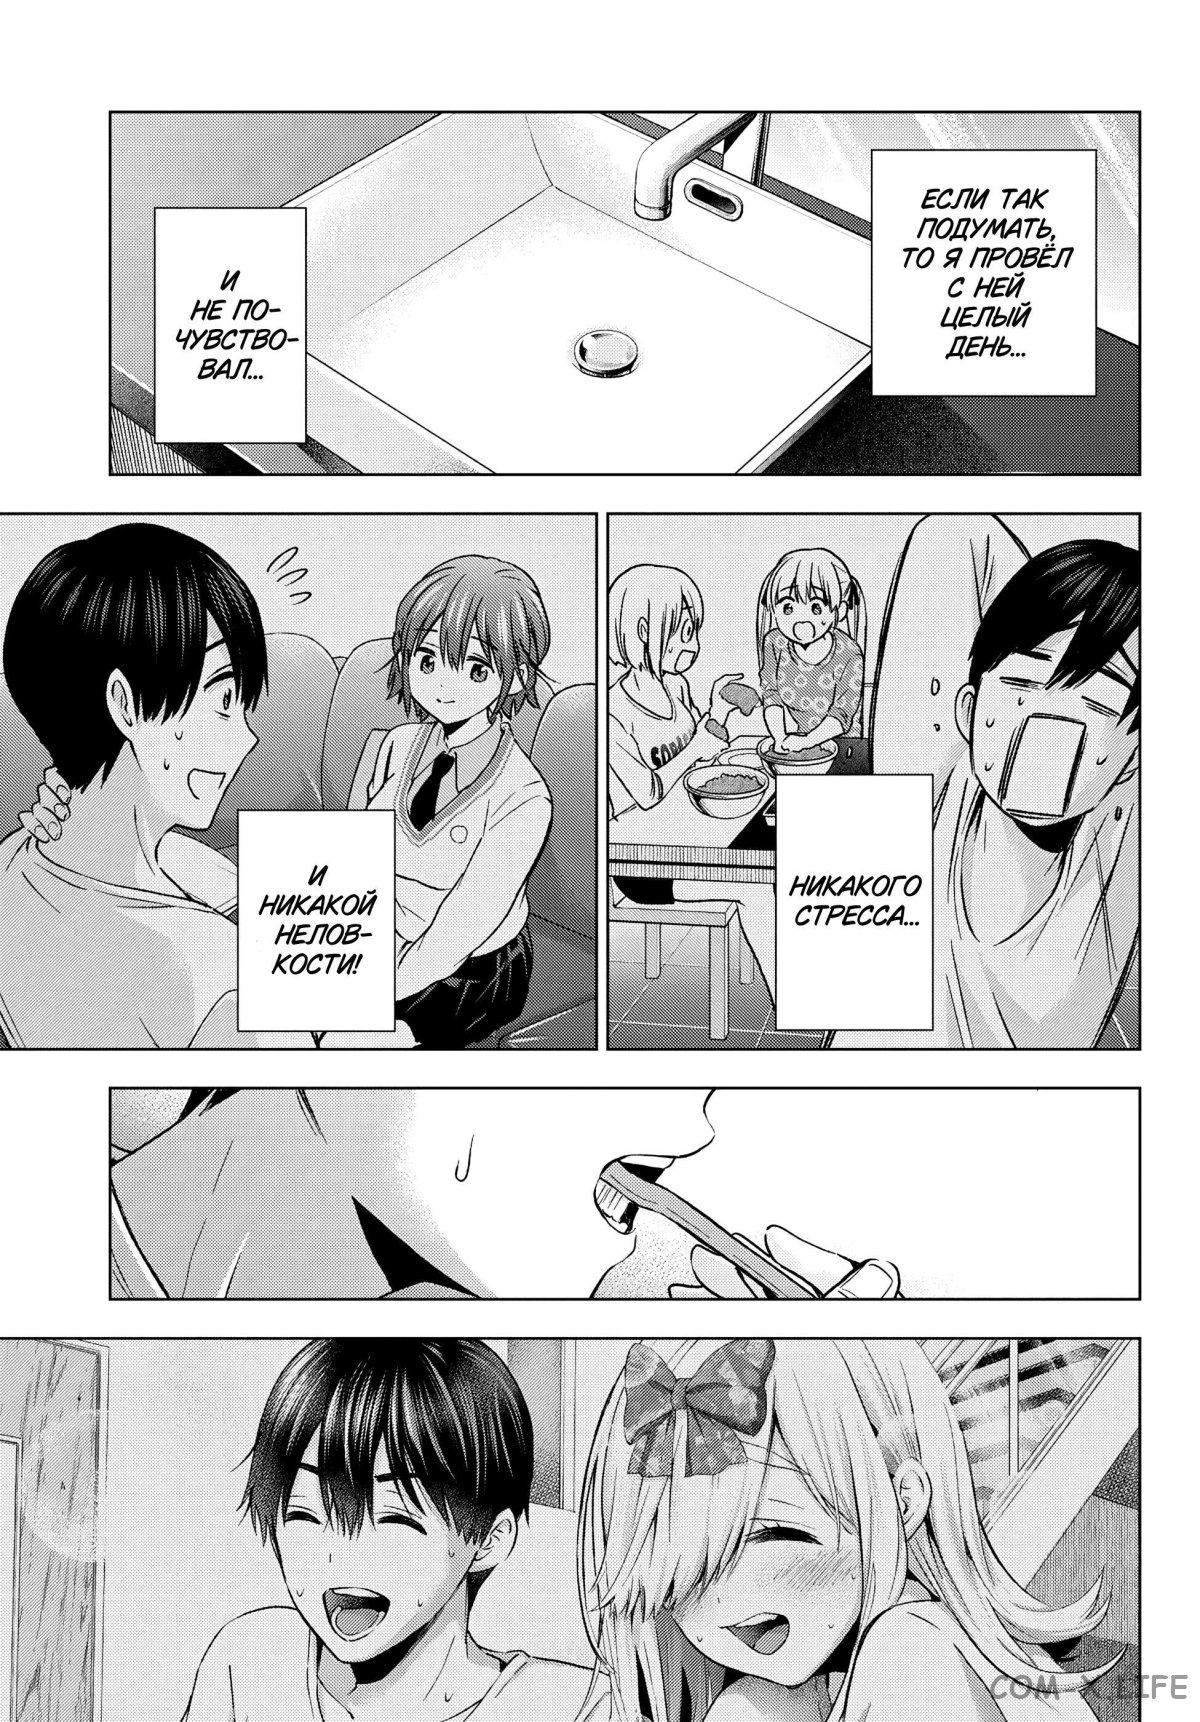 ЕСЛИ ТАК
ПОДУМАТЬ,
ТО Я ПРОВЁЛ
С НЕЙ
ЦЕЛЫЙ
ДЕНЬ...
И
НЕ ПО-
ЧУВСТВО-
ВАЛ...
НИКАКОГО
СТРЕССА...
И
НИКАКОЙ
НЕЛОВ-
КОСТИ!
COM-X.LIFE